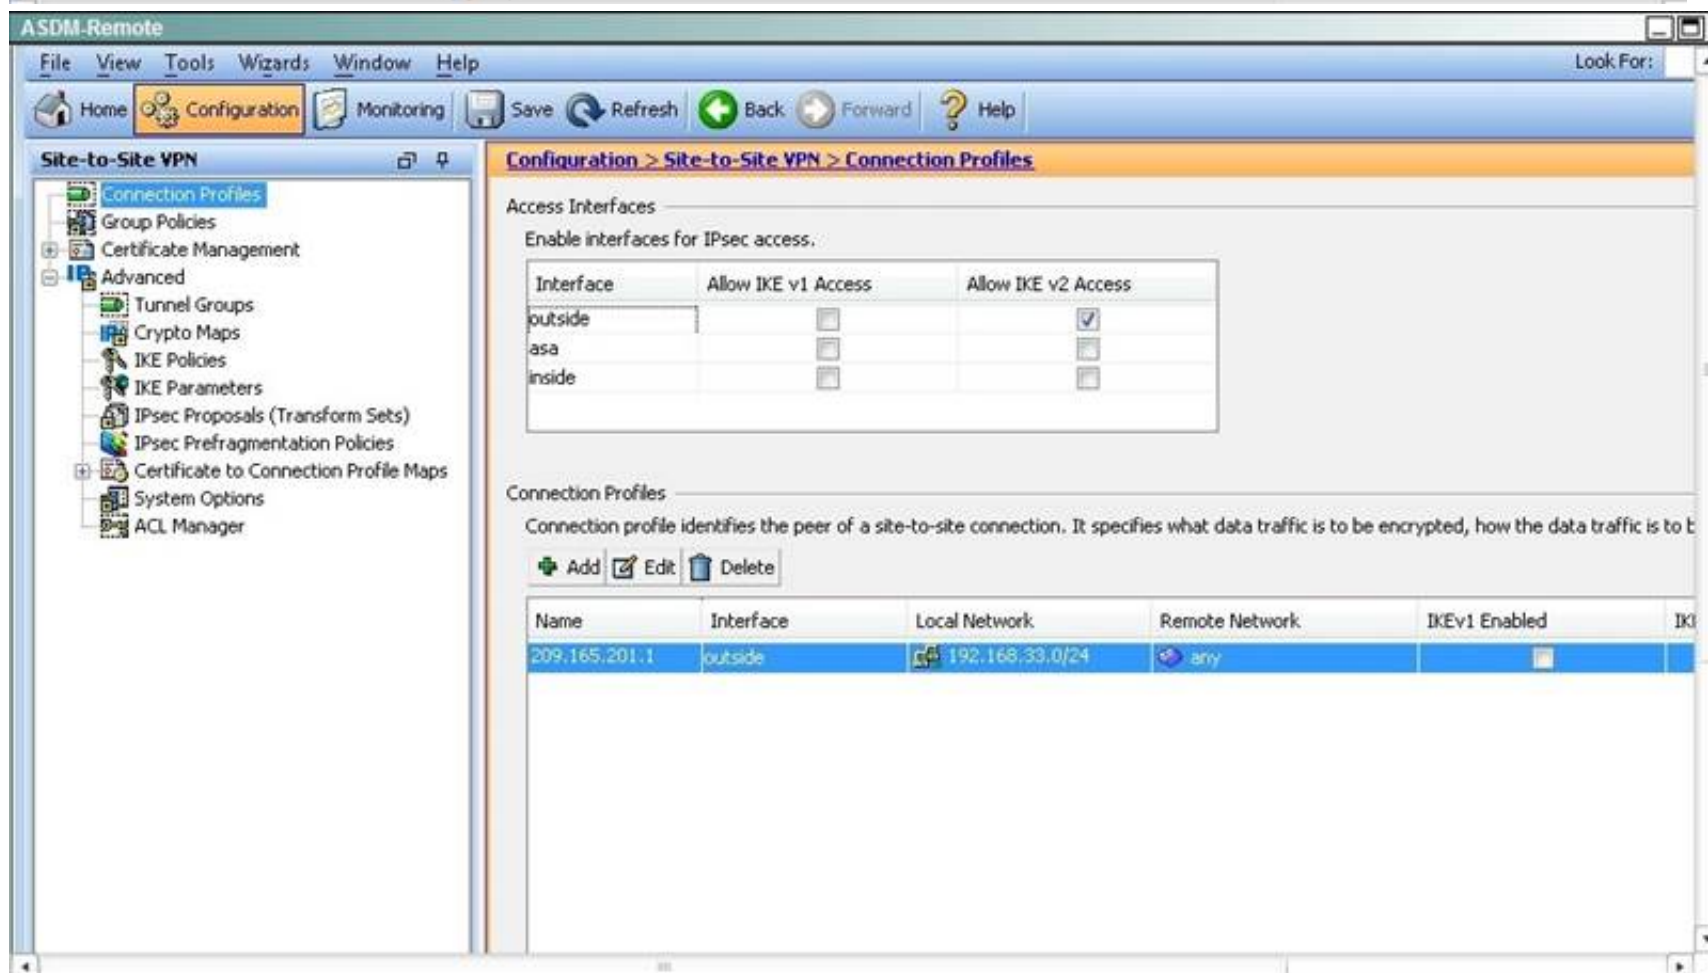 ASDM-Remote
File View Tools Wizards Window Help Look For:
Home Configuration Monitoring Save Refresh Back Forward Help
Site-to-Site VPN
Connection Profiles
Group Policies
Certificate Management
Advanced
Tunnel Groups
Crypto Maps
IKE Policies
IKE Parameters
IPsec Proposals (Transform Sets)
IPsec Prefragmentation Policies
Certificate to Connection Profile Maps
System Options
ACL Manager
Configuration > Site-to-Site VPN > Connection Profiles
Access Interfaces
Enable interfaces for IPsec access.
Interface Allow IKE v1 Access Allow IKE v2 Access
outside
asa
inside
Connection Profiles
Connection profile identifies the peer of a site-to-site connection. It specifies what data traffic is to be encrypted, how the data traffic is to b
Add Edit Delete
Name Interface Local Network Remote Network IKEv1 Enabled
209.165.201.1 outside 192.168.33.0/24 any